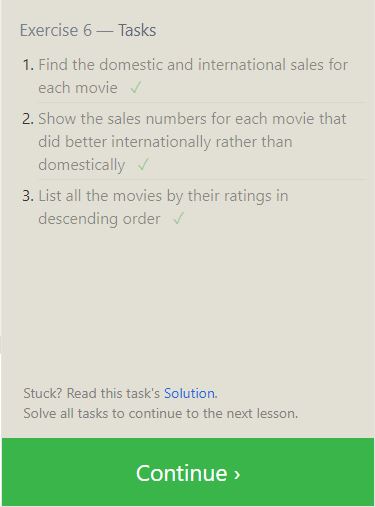 Exercise 6 — Tasks
1. Find the domestic and international sales for
each movie ✓
2. Show the sales numbers for each movie that
did better internationally rather than
domestically ✓
3. List all the movies by their ratings in
descending order ✓
Stuck? Read this task's Solution.
Solve all tasks to continue to the next lesson.
Continue ›